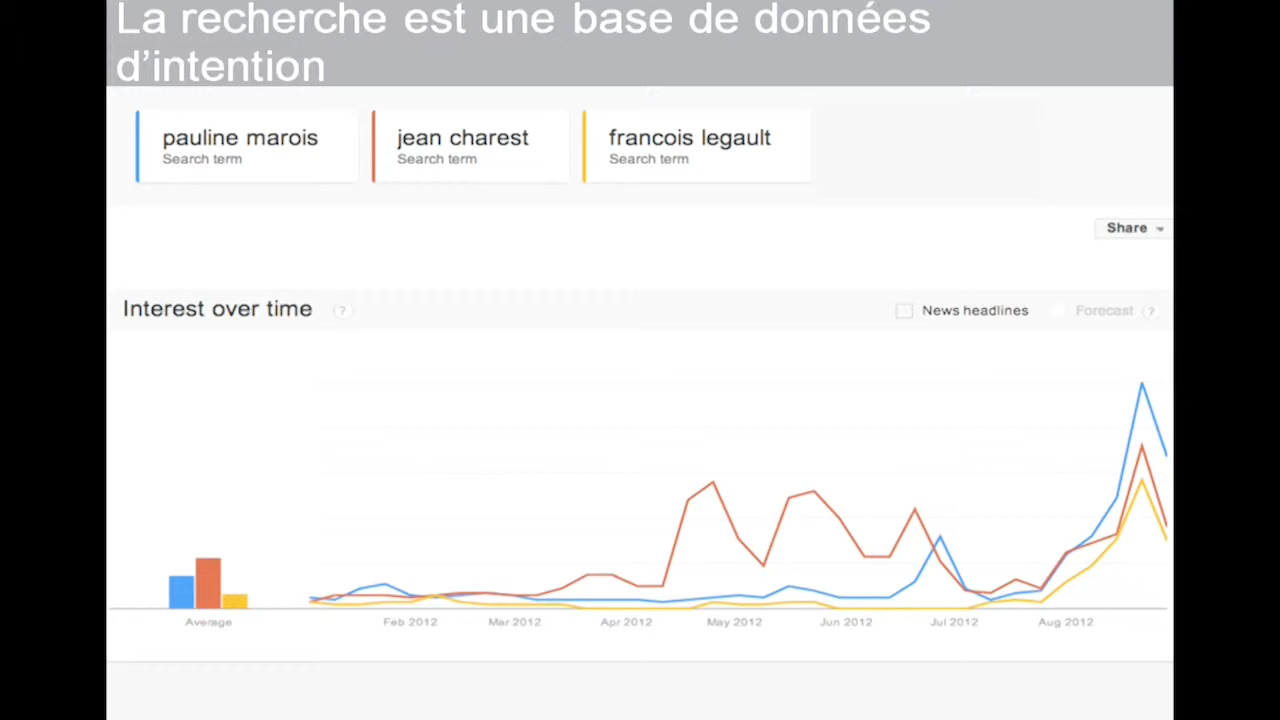 La recherche est une base de données
d’intention
pauline marois
Search term
jean charest
Search term
francois legault
Search term
Share
Interest over time ?
News headlines
Forecast ?
Average
Feb 2012
Mar 2012
Apr 2012
May 2012
Jun 2012
Jul 2012
Aug 2012